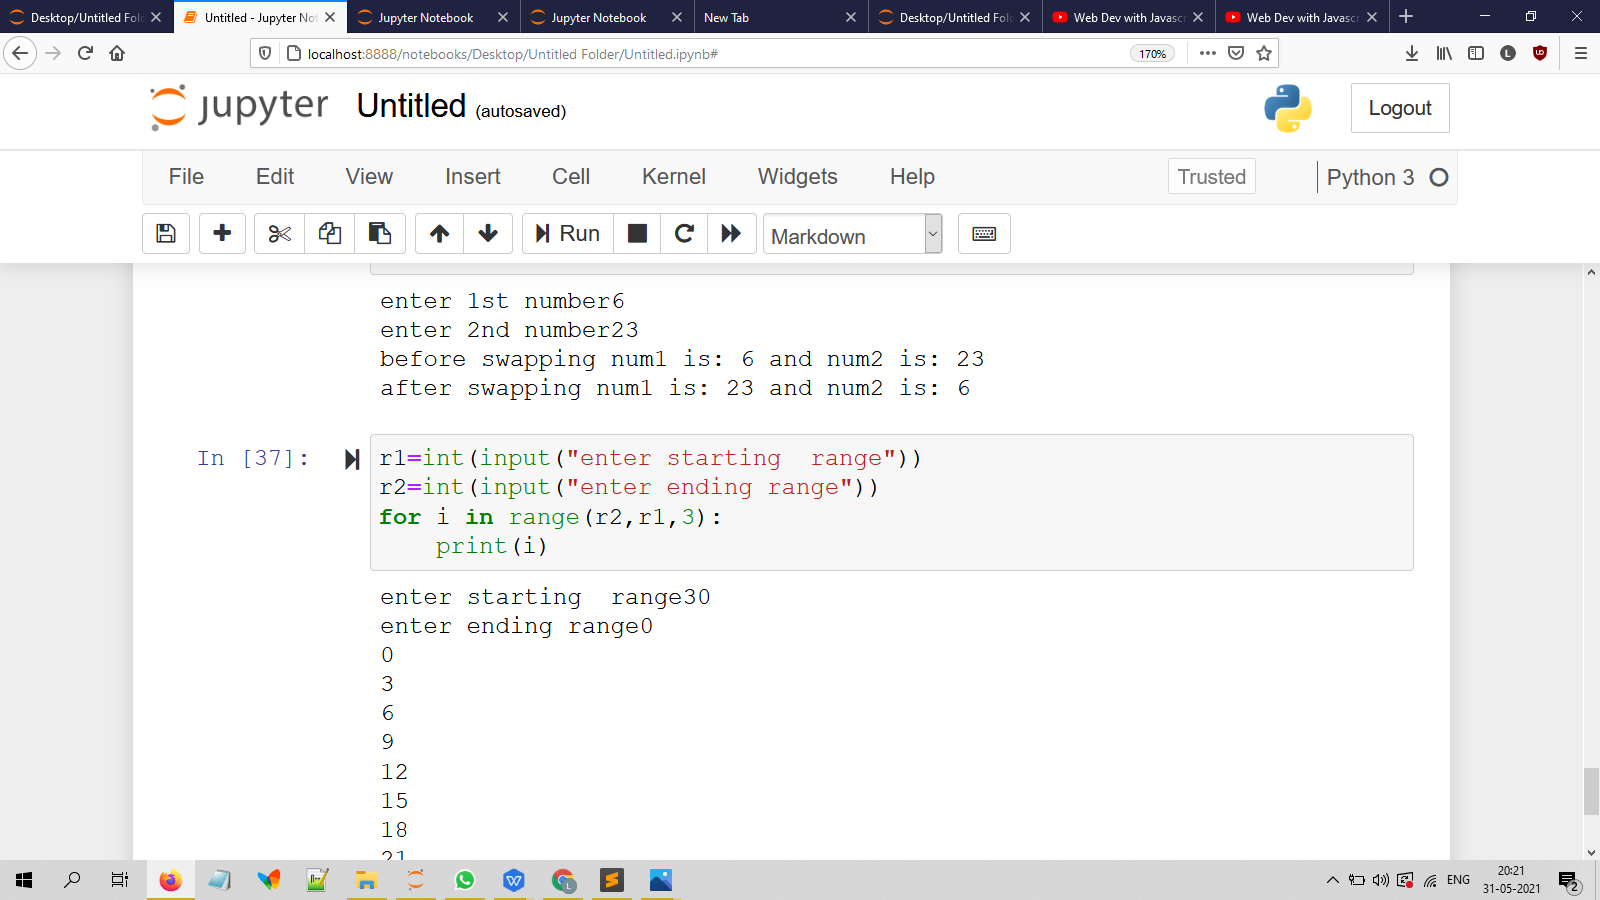 Desktop/Untitled Fol
Untitled - Jupyter Not
Jupyter Notebook
Jupyter Notebook
New Tab
Desktop/Untitled Fol
Web Dev with Javasc
Web Dev with Javasc
localhost:8888/notebooks/Desktop/Untitled Folder/Untitled.ipynb#
170%
L
jupyter Untitled (autosaved)
Logout
File Edit View Insert Cell Kernel Widgets Help Trusted Python 3
Run Markdown
enter 1st number6
enter 2nd number23
before swapping num1 is: 6 and num2 is: 23
after swapping num1 is: 23 and num2 is: 6
In [37]:
r1=int(input("enter starting  range"))
r2=int(input("enter ending range"))
for i in range(r2,r1,3):
    print(i)
enter starting  range30
enter ending range0
0
3
6
9
12
15
18
21
ENG
20:21
31-05-2021
2